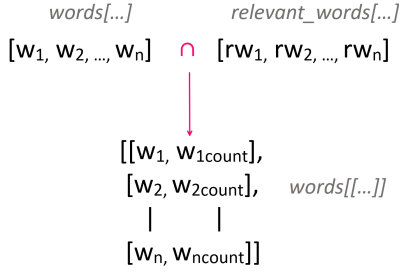 words[...] relevant_words[...]
[w1, w2, ..., wn] ∩ [rw1, rw2, ..., rwn]
[[w1, w1count],
[w2, w2count], words[[...]]
| |
[wn, wncount]]